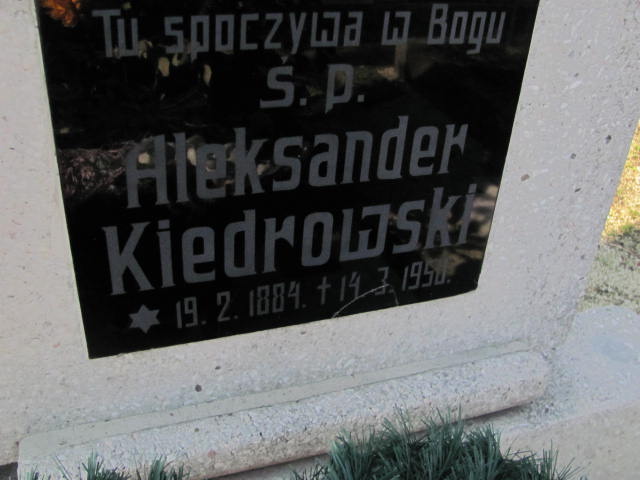 Tu spoczywa w Bogu
ś. p.
Aleksander
Kiedrowski
* 19. 2. 1884. † 14. 3. 1950.